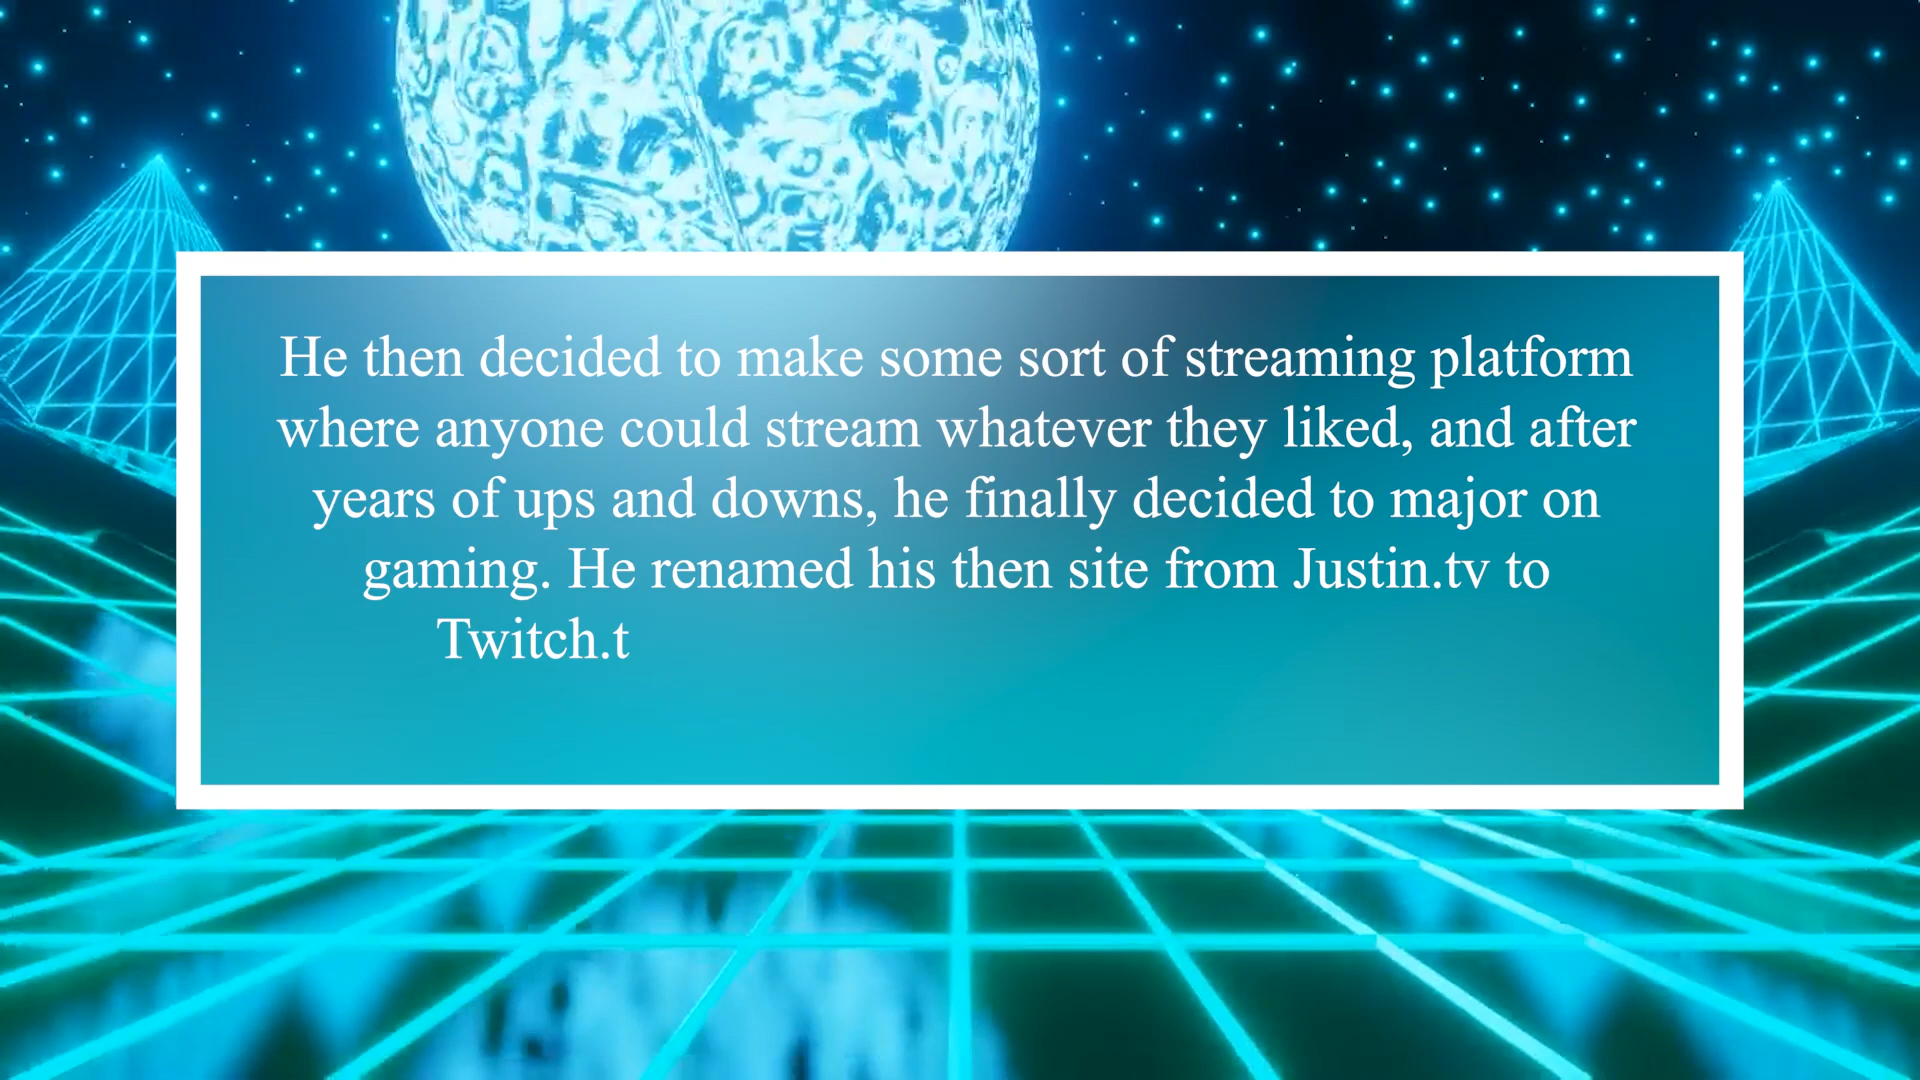 He then decided to make some sort of streaming platform
where anyone could stream whatever they liked, and after
years of ups and downs, he finally decided to major on
gaming. He renamed his then site from Justin.tv to
Twitch.t